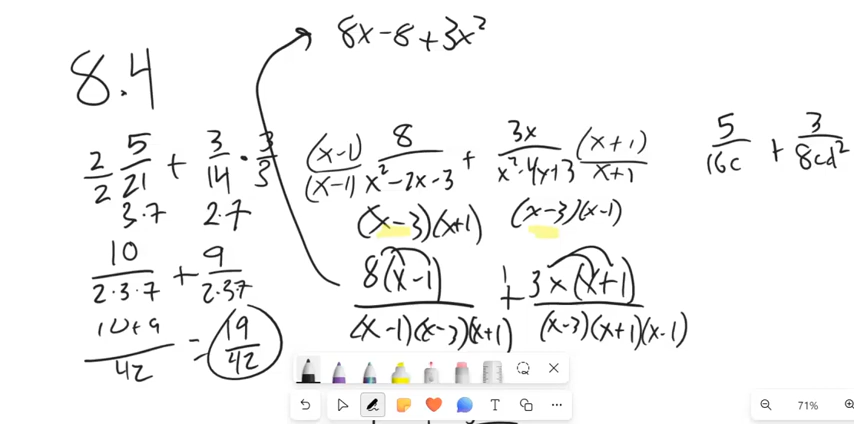 8x - 8 + 3x²
8.4
2/2 5/21 + 3/14 · 3/3
3·7 2·7
10/(2·3·7) + 9/(2·3·7)
(10+9)/42 = 19/42
(x-1)/(x-1) 8/(x²-2x-3) + 3x/(x²-4x+3) (x+1)/(x+1)
(x-3)(x+1) (x-3)(x-1)
8(x-1)/((x-1)(x-3)(x+1)) + 3x(x+1)/((x-3)(x+1)(x-1))
5/(16c) + 3/(8cd²)
T
71%